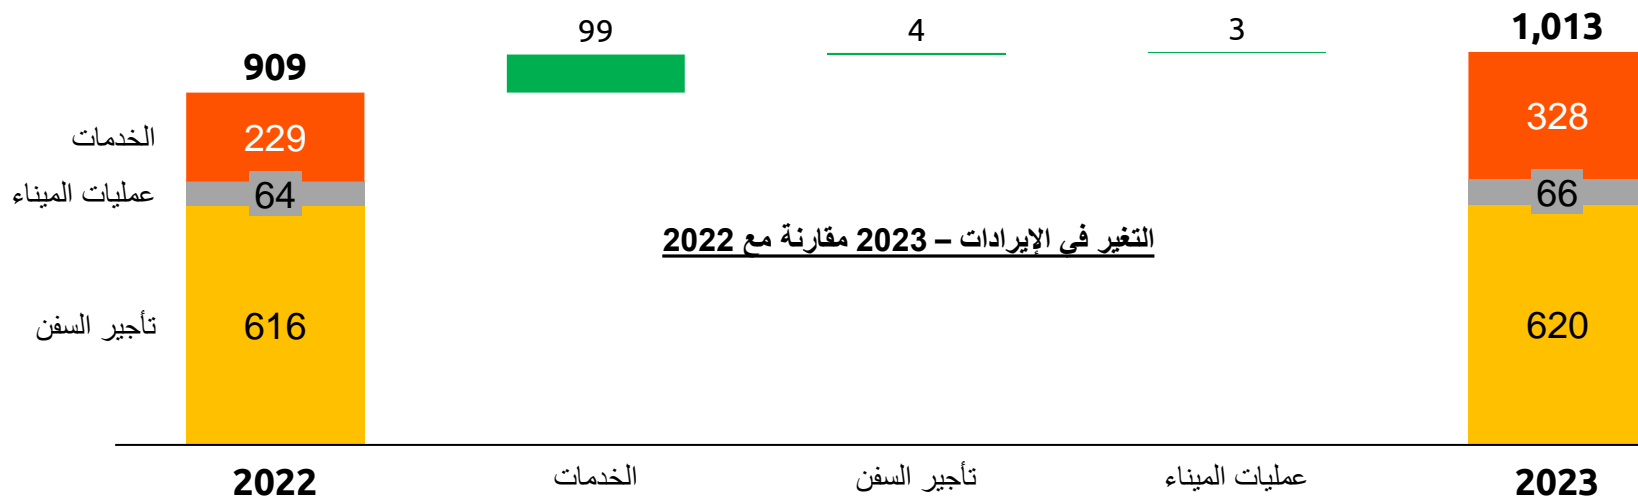 99
4
3
1,013
909
328
الخدمات
229
عمليات الميناء
64
66
التغير في الإيرادات – 2023 مقارنة مع 2022
تأجير السفن
616
620
2022
الخدمات
تأجير السفن
عمليات الميناء
2023